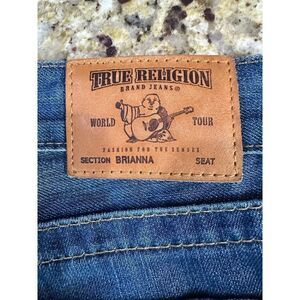 TRUE RELIGION
BRAND JEANS®
WORLD TOUR
FASHION FOR THE SENSES
SECTION BRIANNA SEAT